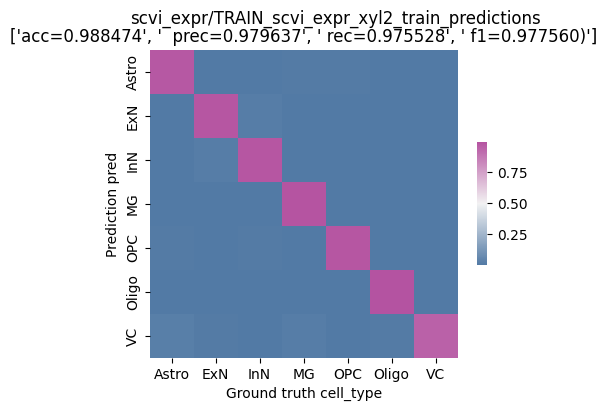 scvi_expr/TRAIN_scvi_expr_xyl2_train_predictions
['acc=0.988474', '  prec=0.979637', ' rec=0.975528', ' f1=0.977560)']
Astro
ExN
InN
MG
OPC
Oligo
VC
Prediction pred
0.75
0.50
0.25
Astro ExN InN MG OPC Oligo VC
Ground truth cell_type